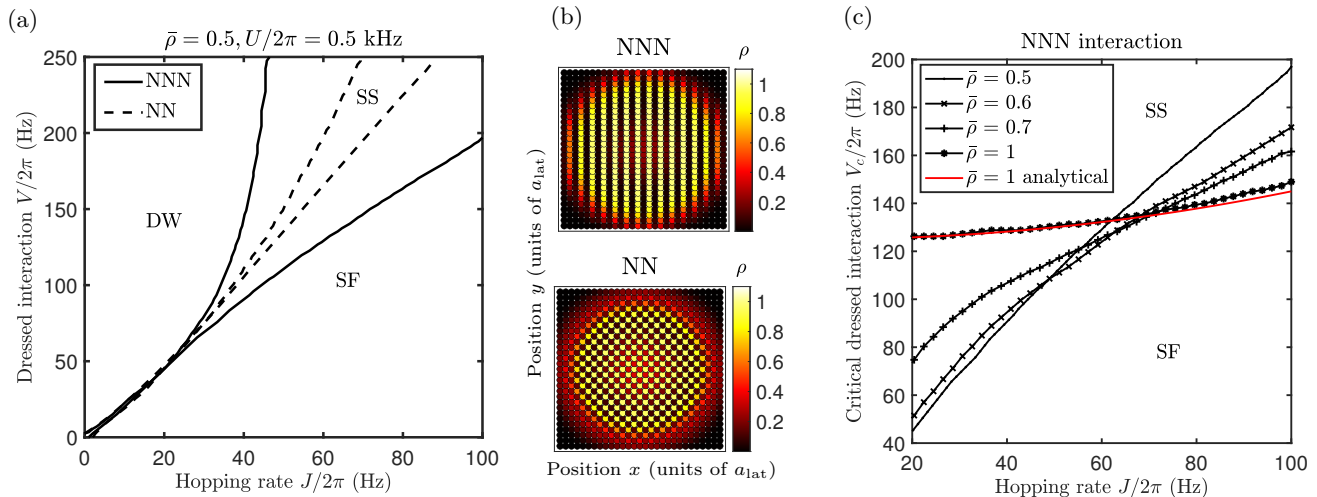 (a)
ρ̄ = 0.5, U/2π = 0.5 kHz
NNN
NN
SS
DW
SF
250
200
150
100
50
0
0 20 40 60 80 100
Dressed interaction V/2π (Hz)
Hopping rate J/2π (Hz)
(b)
NNN
ρ
1
0.8
0.6
0.4
0.2
NN
ρ
1
0.8
0.6
0.4
0.2
Position y (units of a_lat)
Position x (units of a_lat)
(c)
NNN interaction
ρ̄ = 0.5
ρ̄ = 0.6
ρ̄ = 0.7
ρ̄ = 1
ρ̄ = 1 analytical
SS
SF
200
180
160
140
120
100
80
60
40
20 40 60 80 100
Critical dressed interaction V_c/2π (Hz)
Hopping rate J/2π (Hz)